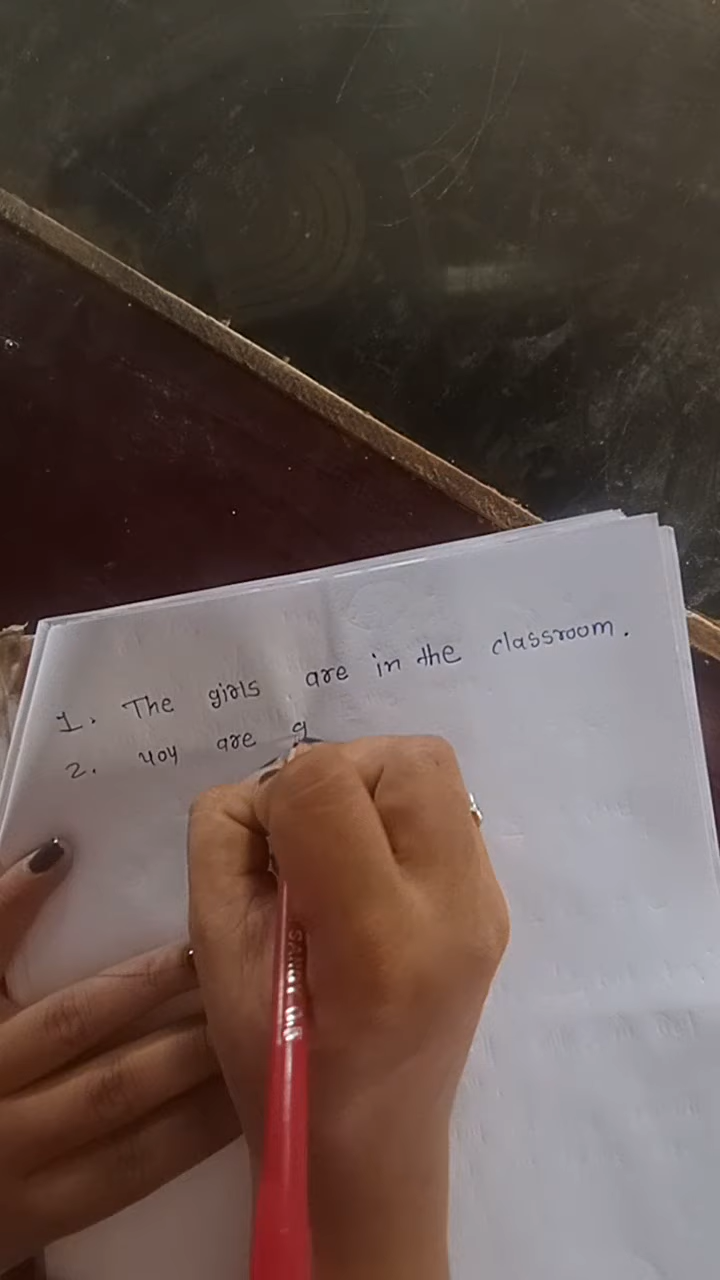 1. The girls are in the classroom.
2. you are g